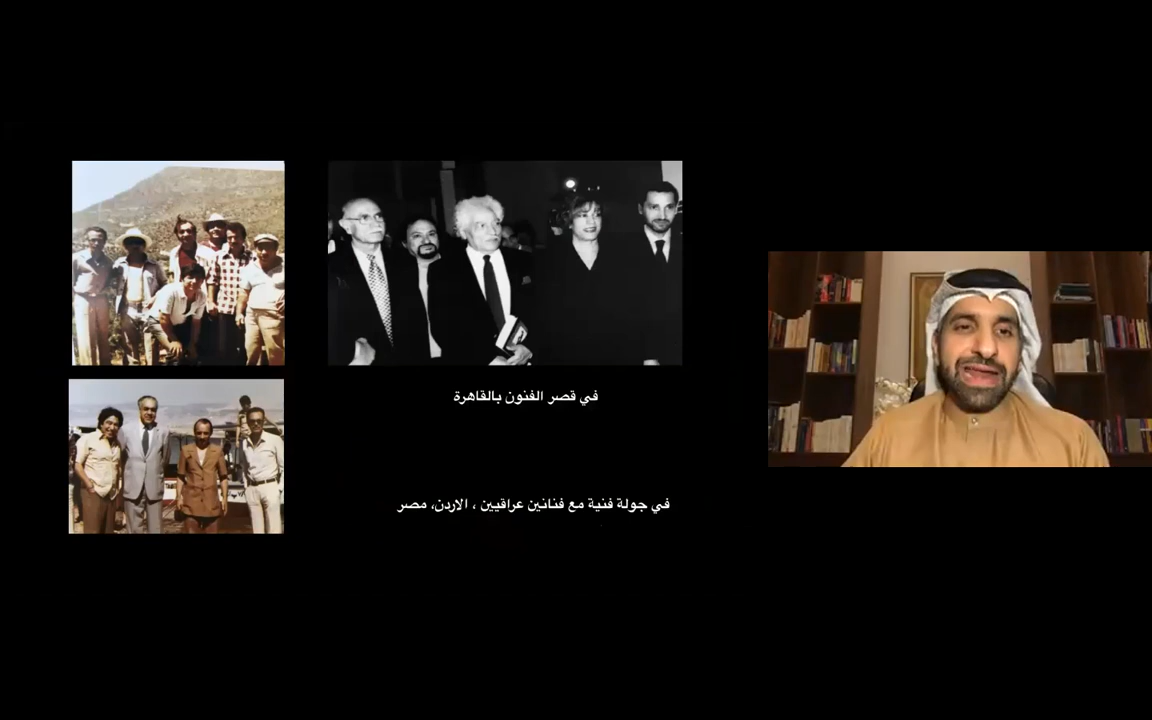 في قصر الفنون بالقاهرة
في جولة فنية مع فنانين عراقيين ، الاردن، مصر